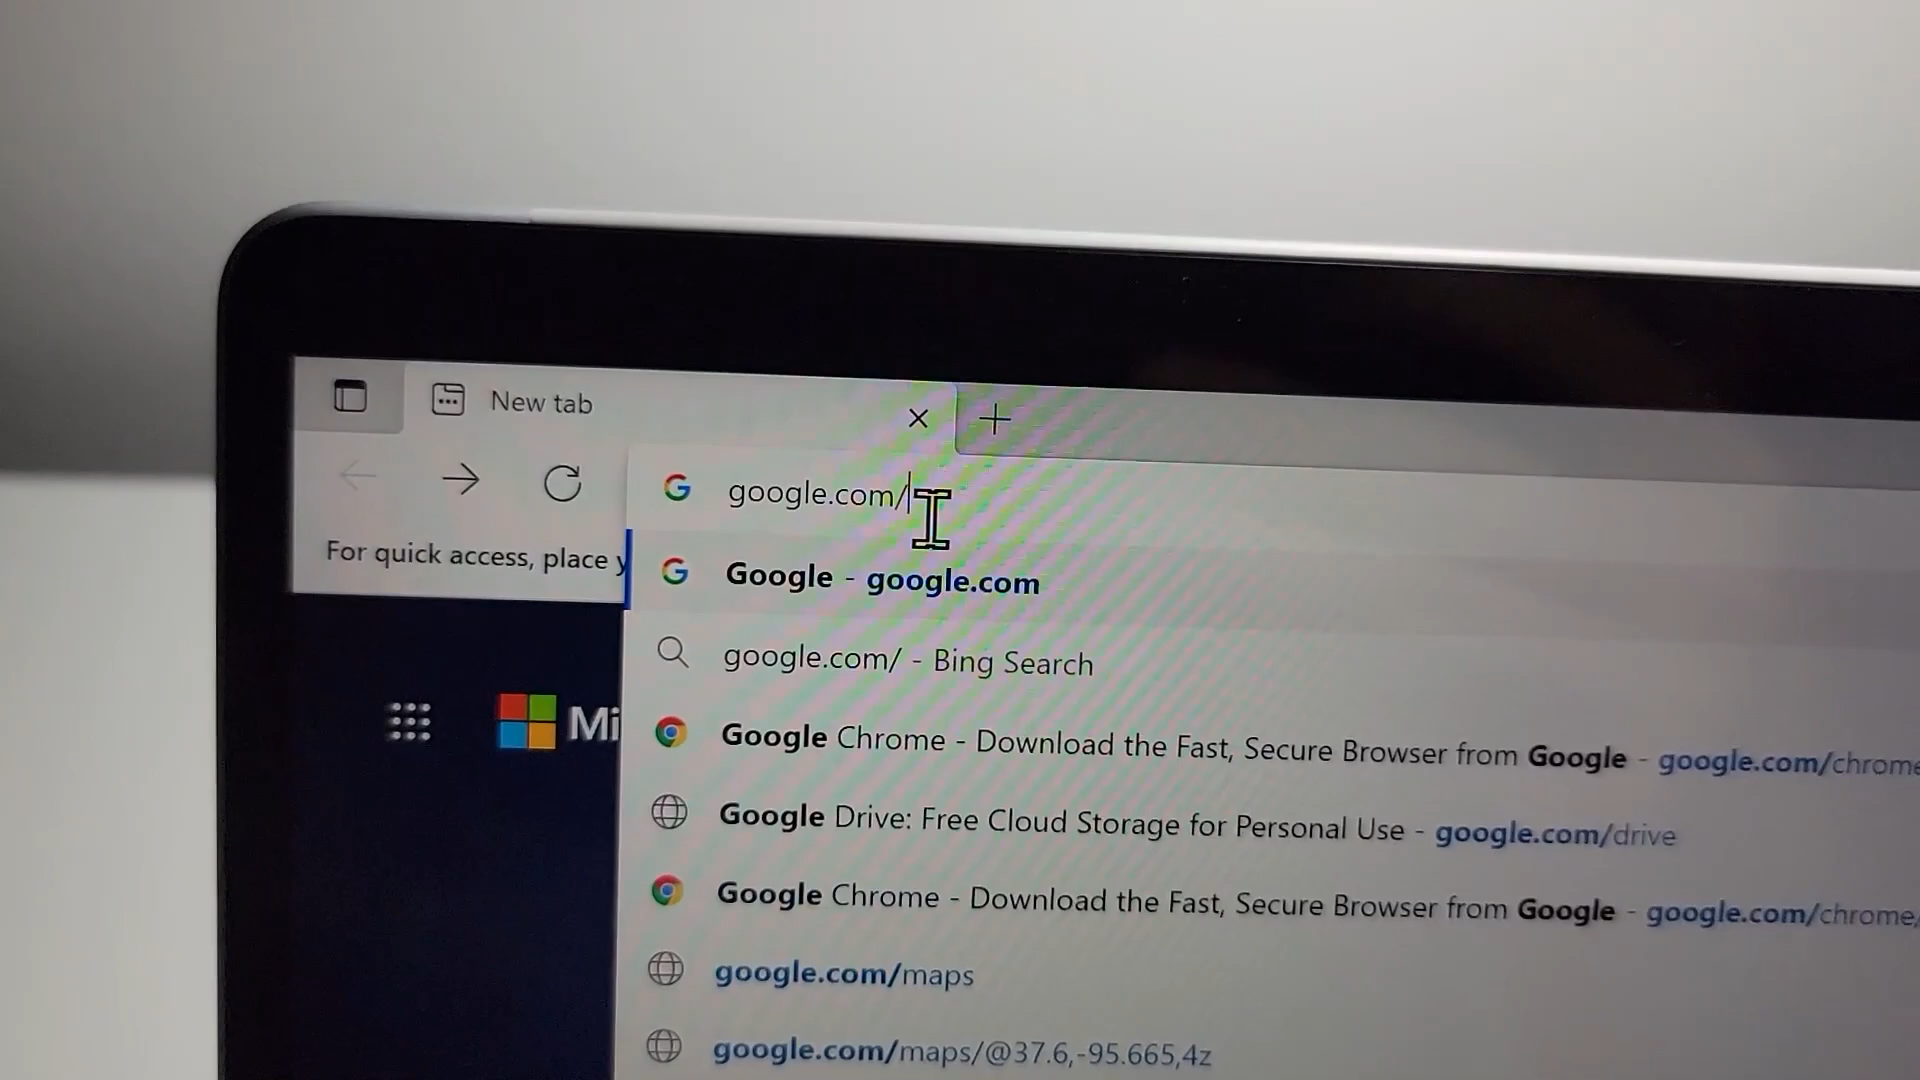 New tab
google.com/
For quick access, place y
Google - google.com
google.com/ - Bing Search
Mi
Google Chrome - Download the Fast, Secure Browser from Google - google.com/chrome
Google Drive: Free Cloud Storage for Personal Use - google.com/drive
Google Chrome - Download the Fast, Secure Browser from Google - google.com/chrome/
google.com/maps
google.com/maps/@37.6,-95.665,4z